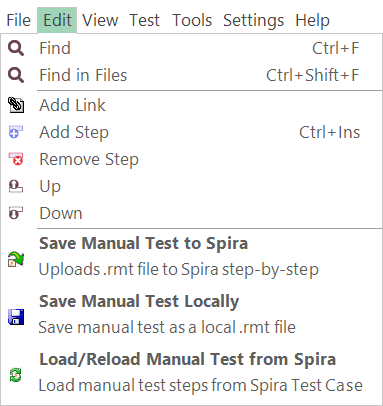 File Edit View Test Tools Settings Help
Find Ctrl+F
Find in Files Ctrl+Shift+F
Add Link
Add Step Ctrl+Ins
Remove Step
Up
Down
Save Manual Test to Spira
Uploads .rmt file to Spira step-by-step
Save Manual Test Locally
Save manual test as a local .rmt file
Load/Reload Manual Test from Spira
Load manual test steps from Spira Test Case